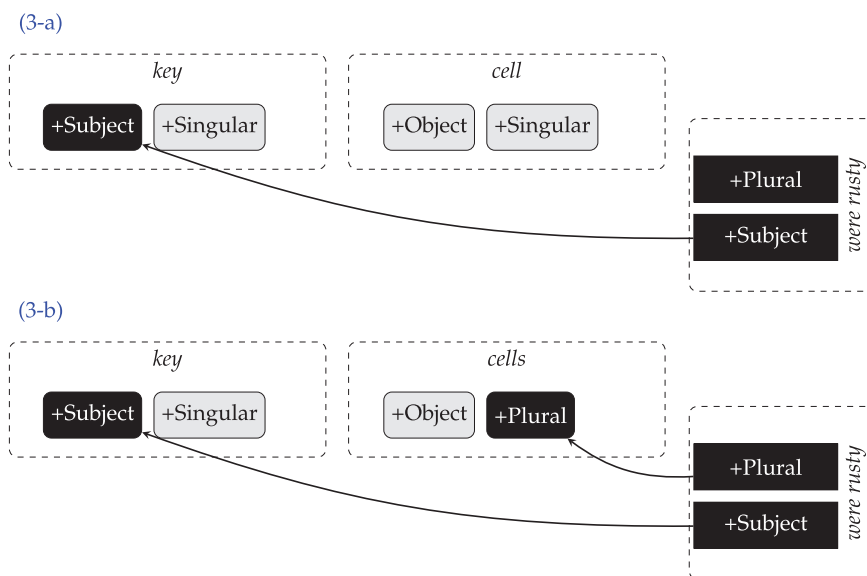 (3-a)
key
cell
+Subject +Singular
+Object +Singular
+Plural
+Subject
were rusty
(3-b)
key
cells
+Subject +Singular
+Object +Plural
+Plural
+Subject
were rusty